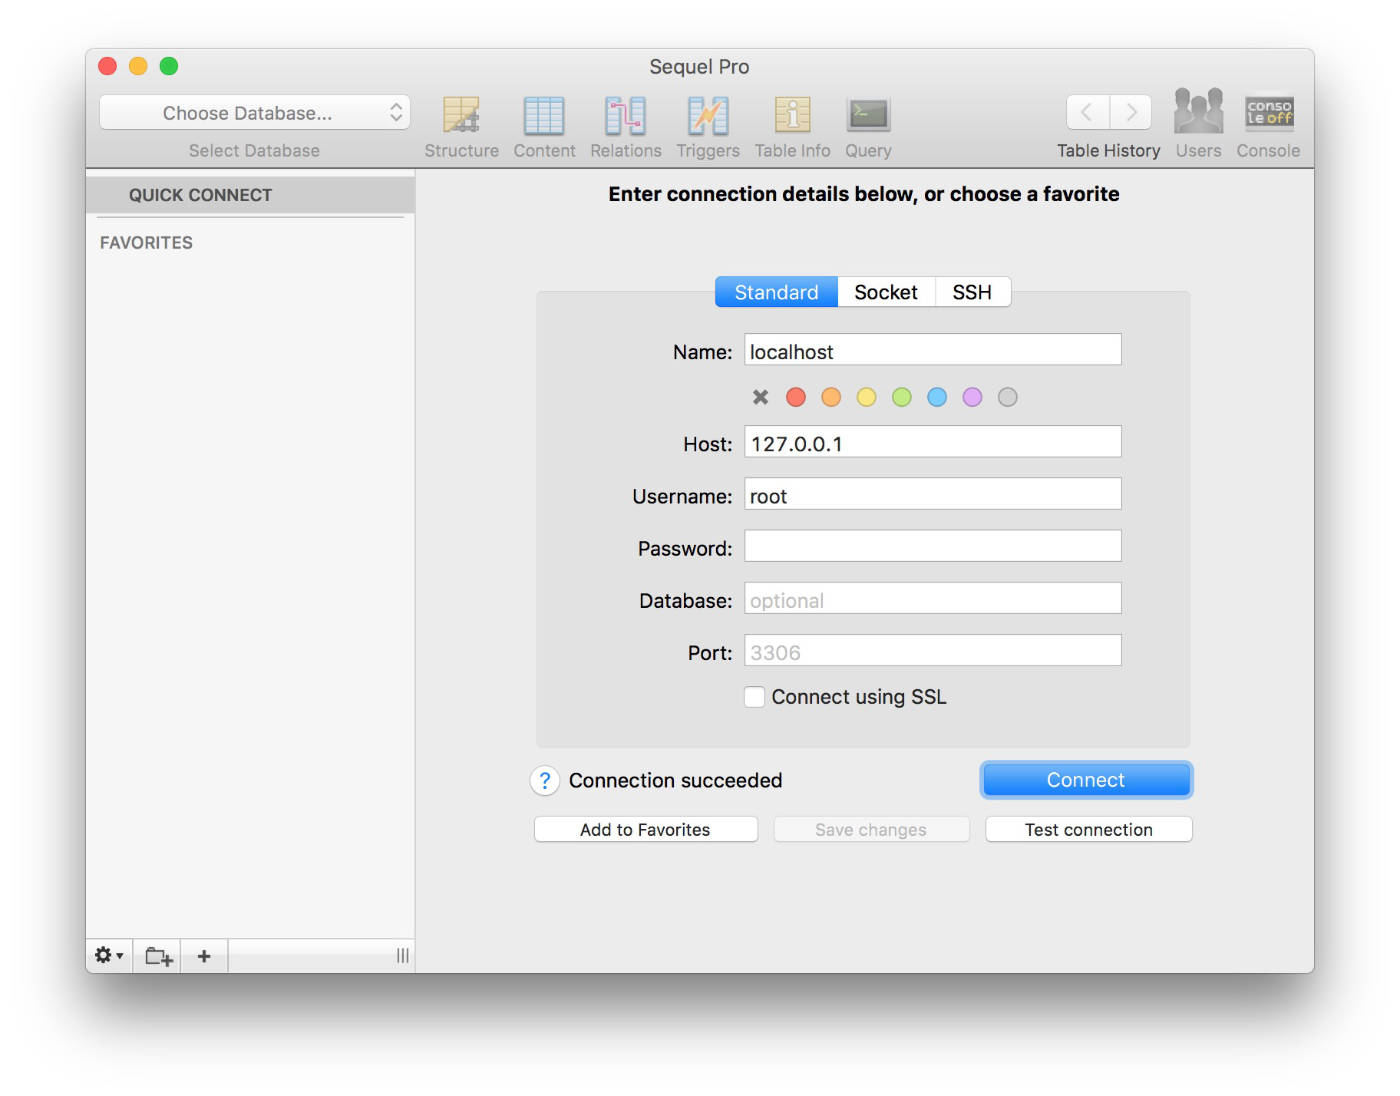 Sequel Pro
Choose Database...
Select Database
Structure
Content
Relations
Triggers
Table Info
Query
Table History
Users
conso
le off
Console
QUICK CONNECT
FAVORITES
Enter connection details below, or choose a favorite
Standard
Socket
SSH
Name: localhost
Host: 127.0.0.1
Username: root
Password:
Database: optional
Port: 3306
Connect using SSL
? Connection succeeded
Connect
Add to Favorites
Save changes
Test connection